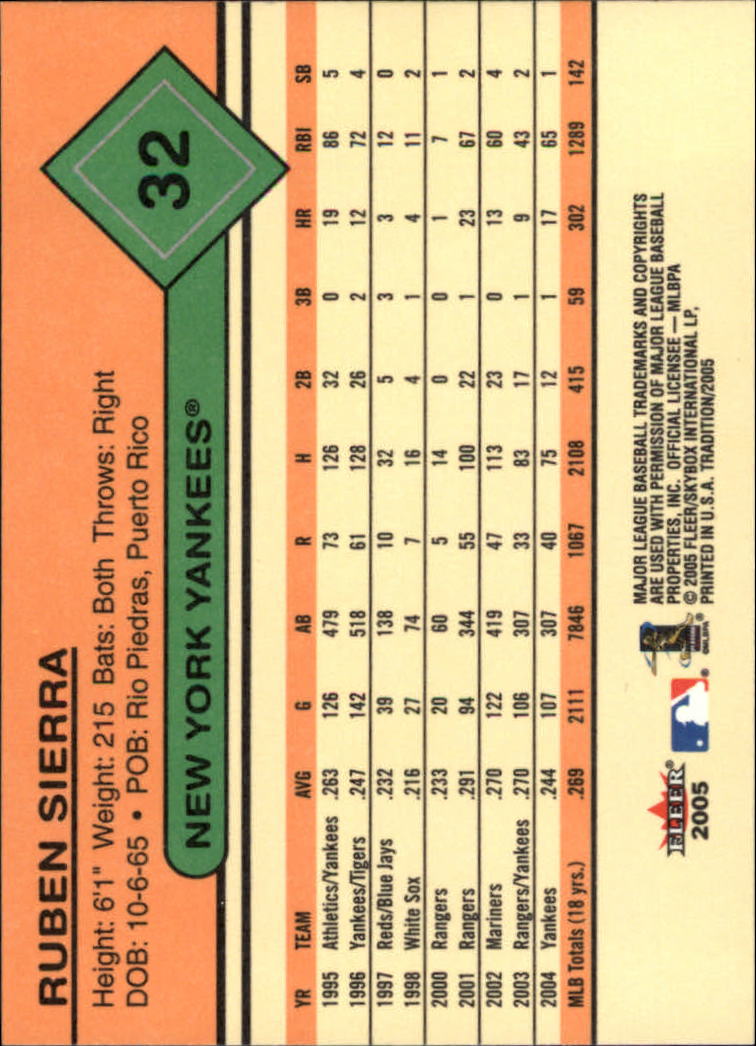 RUBEN SIERRA
Height: 6'1" Weight: 215 Bats: Both Throws: Right
DOB: 10-6-65 • POB: Rio Piedras, Puerto Rico
32
NEW YORK YANKEES®
YR TEAM AVG G AB R H 2B 3B HR RBI SB
1995 Athletics/Yankees .263 126 479 73 126 32 0 19 86 5
1996 Yankees/Tigers .247 142 518 61 128 26 2 12 72 4
1997 Reds/Blue Jays .232 39 138 10 32 5 3 3 12 0
1998 White Sox .216 27 74 7 16 4 1 4 11 2
2000 Rangers .233 20 60 5 14 0 0 1 7 1
2001 Rangers .291 94 344 55 100 22 1 23 67 2
2002 Mariners .270 122 419 47 113 23 0 13 60 4
2003 Rangers/Yankees .270 106 307 33 83 17 1 9 43 2
2004 Yankees .244 107 307 40 75 12 1 17 65 1
MLB Totals (18 yrs.) .269 2111 7846 1067 2108 415 59 302 1289 142
FLEER®
2005
MAJOR LEAGUE BASEBALL TRADEMARKS AND COPYRIGHTS
ARE USED WITH PERMISSION OF MAJOR LEAGUE BASEBALL
PROPERTIES, INC. OFFICIAL LICENSEE — MLBPA
© 2005 FLEER/SKYBOX INTERNATIONAL LP,
PRINTED IN U.S.A. TRADITION/2005